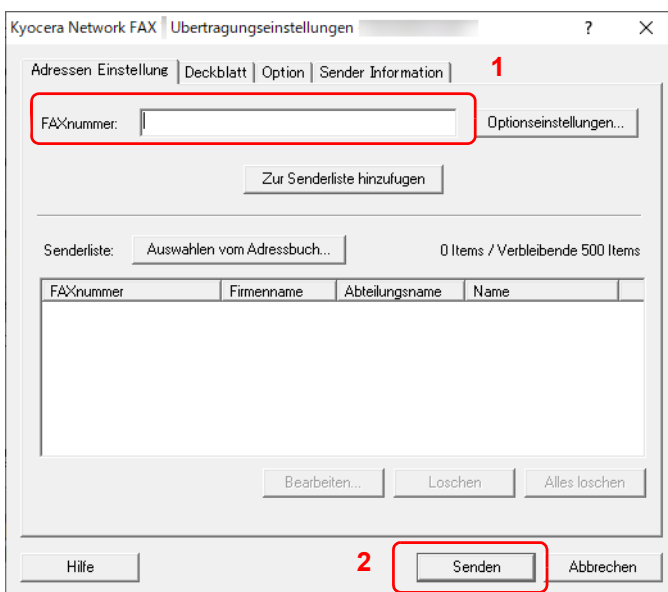 Kyocera Network FAX Ubertragungseinstellungen
? X
Adressen Einstellung Deckblatt Option Sender Information 1
FAXnummer: Optionseinstellungen...
Zur Senderliste hinzufugen
Senderliste: Auswahlen vom Adressbuch... 0 Items / Verbleibende 500 Items
FAXnummer Firmenname Abteilungsname Name
Bearbeiten... Loschen Alles loschen
Hilfe 2 Senden Abbrechen